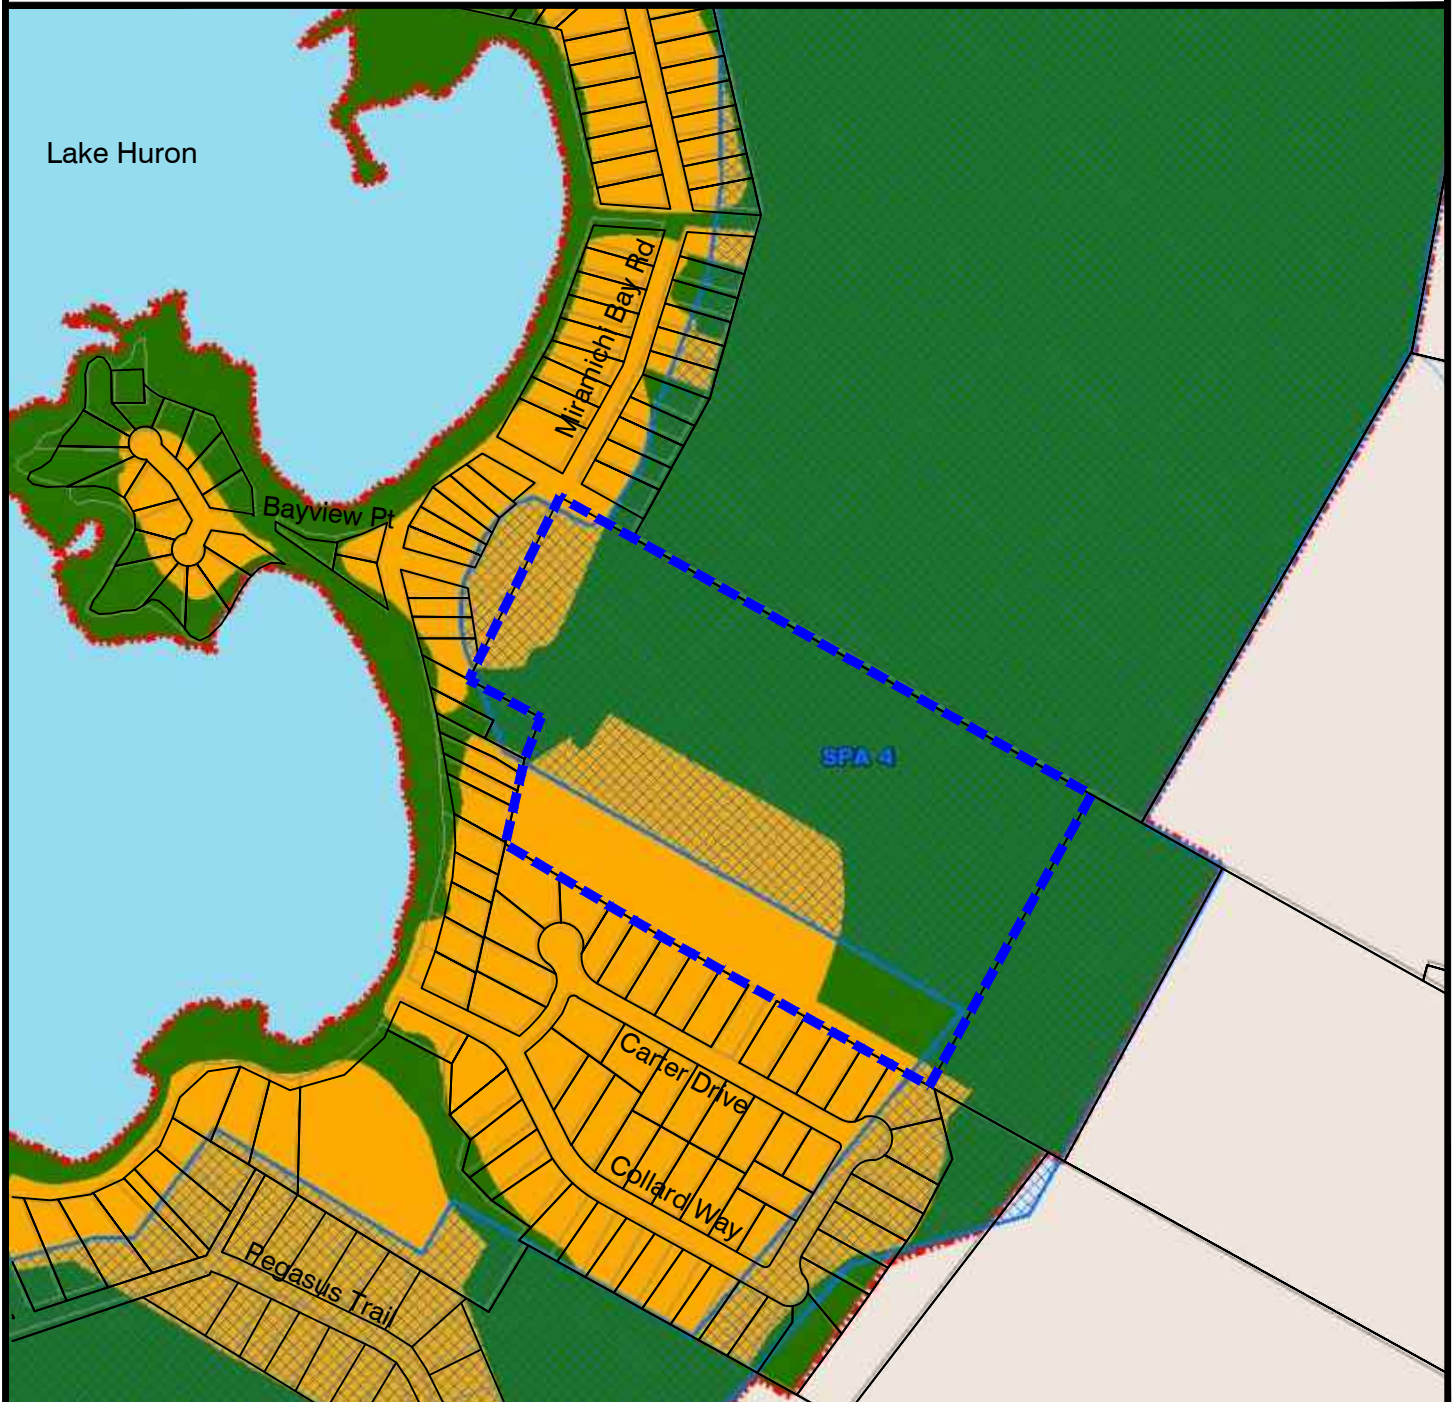 Lake Huron
Miramichi Bay Rd
Bayview Pt
SPA 4
Carter Drive
Collard Way
Pegasus Trail